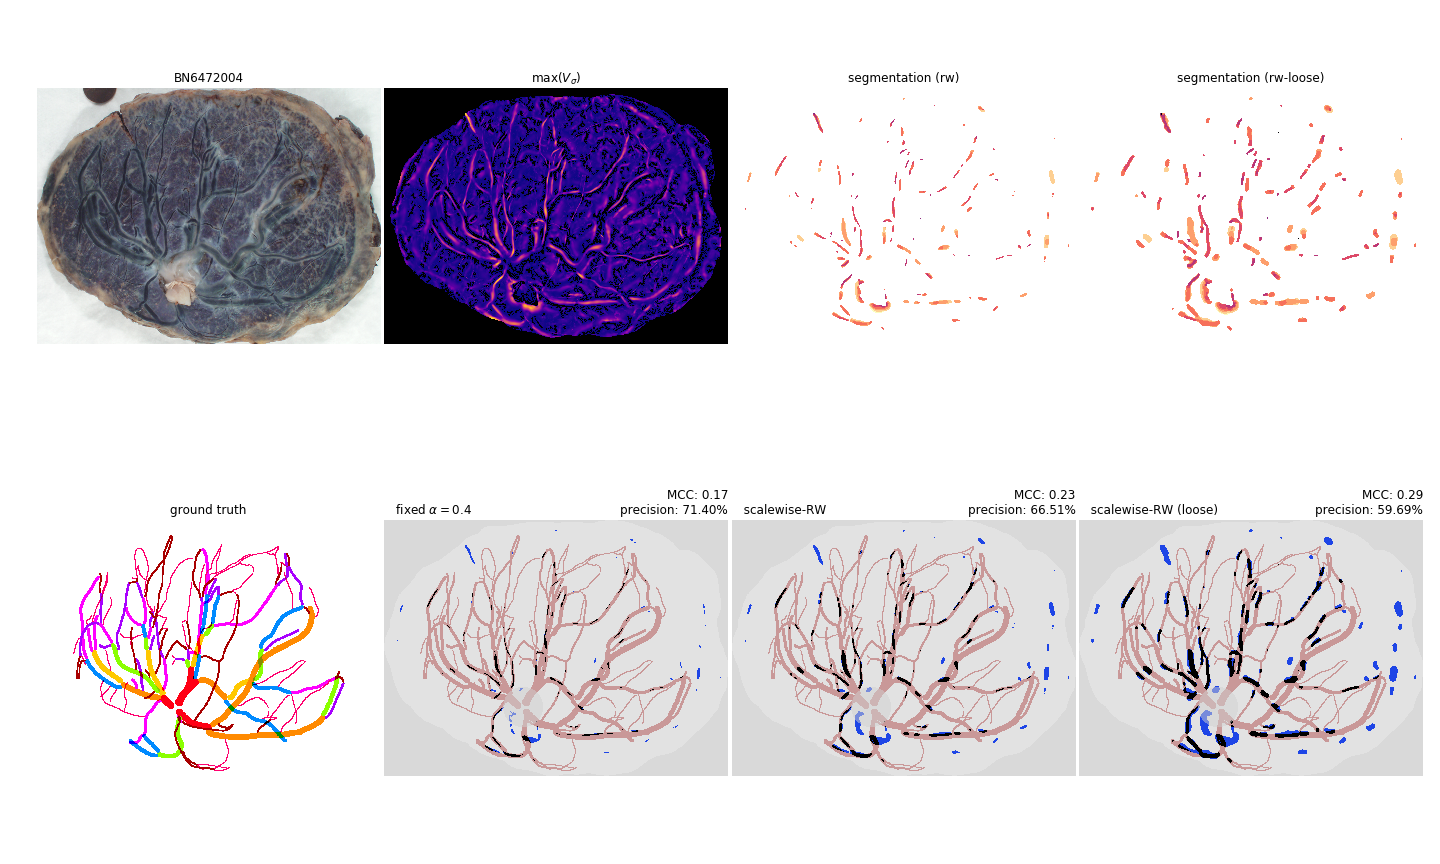 BN6472004
max(V_σ)
segmentation (rw)
segmentation (rw-loose)
ground truth
fixed α = 0.4
MCC: 0.17
precision: 71.40%
scalewise-RW
MCC: 0.23
precision: 66.51%
scalewise-RW (loose)
MCC: 0.29
precision: 59.69%